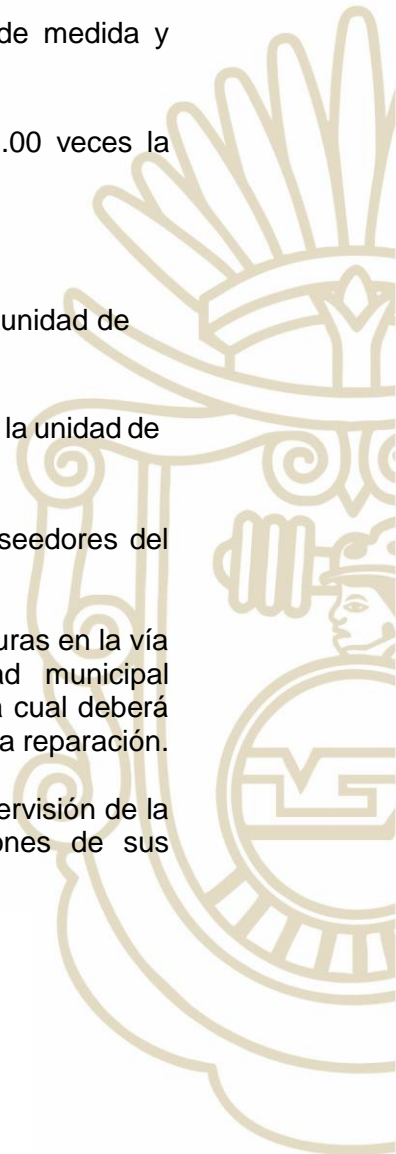 de medida y
.00 veces la
unidad de
la unidad de
seedores del
uras en la vía
ad municipal
a cual deberá
a reparación.
ervisión de la
ones de sus